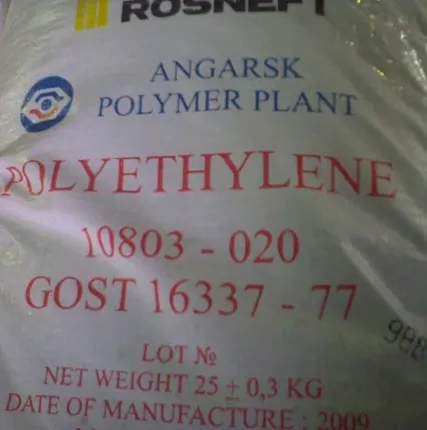 ROSNEFT
ANGARSK
POLYMER PLANT
POLYETHYLENE
10803 - 020
GOST 16337 - 77
988
LOT №
NET WEIGHT 25 ± 0,3 KG
DATE OF MANUFACTURE : 2009